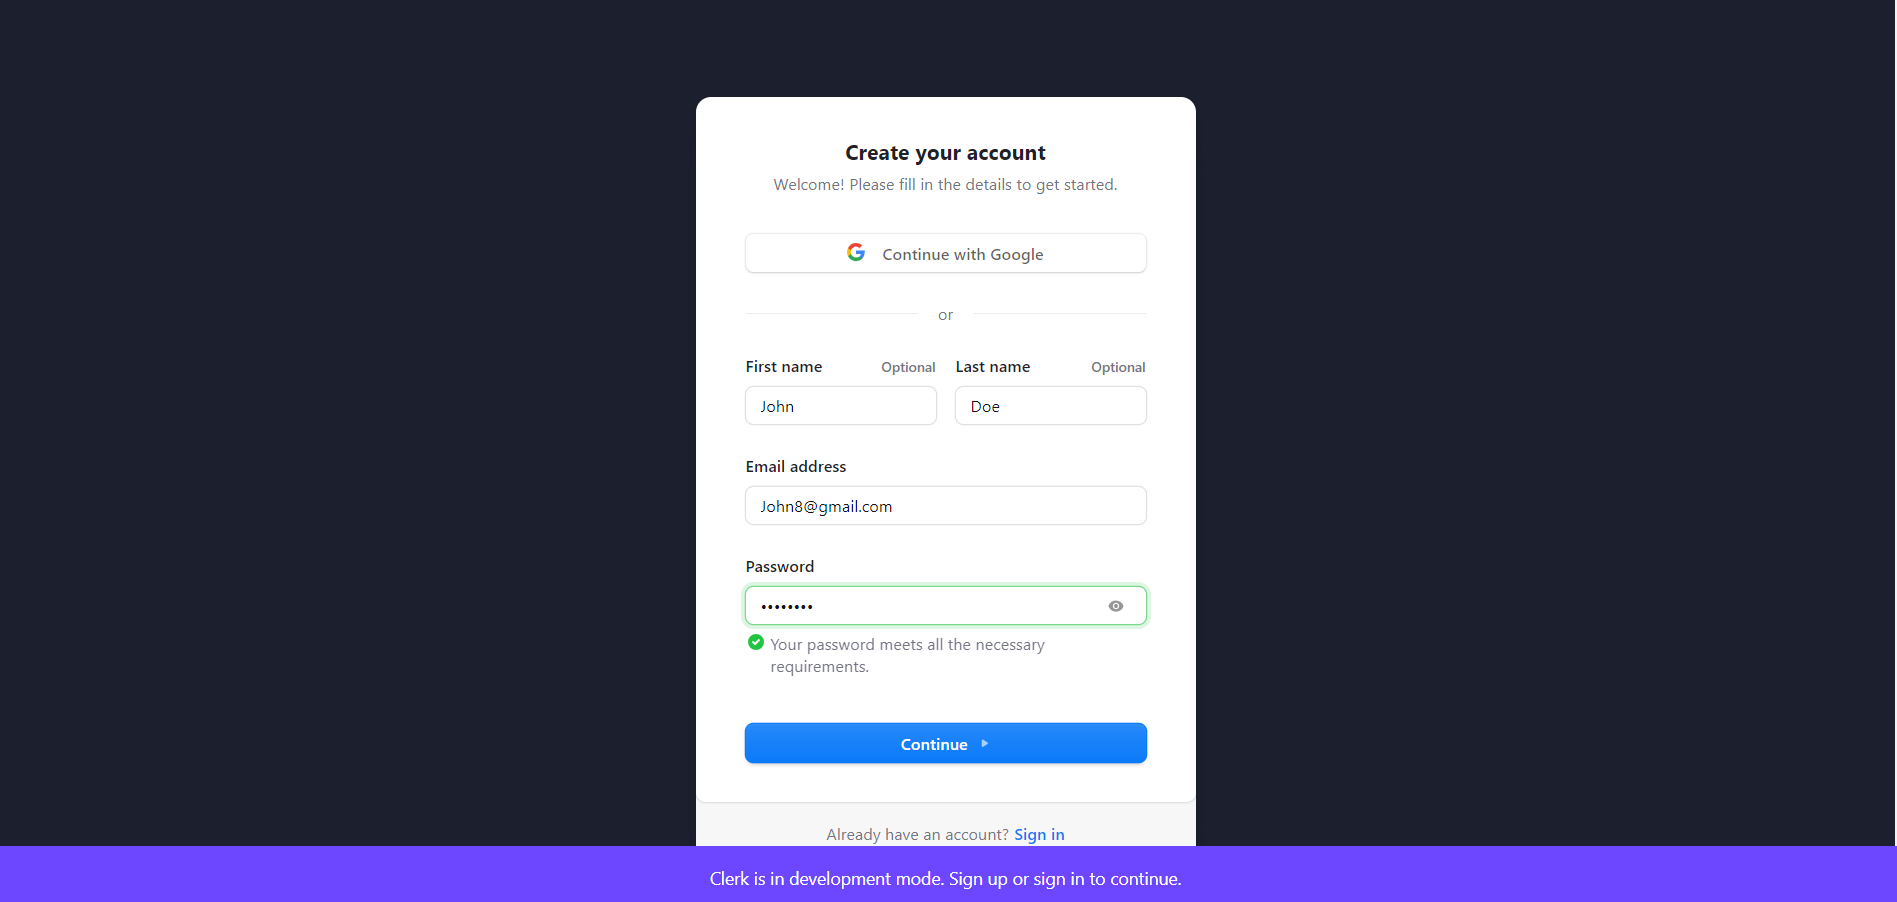 Create your account
Welcome! Please fill in the details to get started.
Continue with Google
or
First name Optional Last name Optional
John Doe
Email address
John8@gmail.com
Password
••••••••
Your password meets all the necessary
requirements.
Continue
Already have an account? Sign in
Clerk is in development mode. Sign up or sign in to continue.